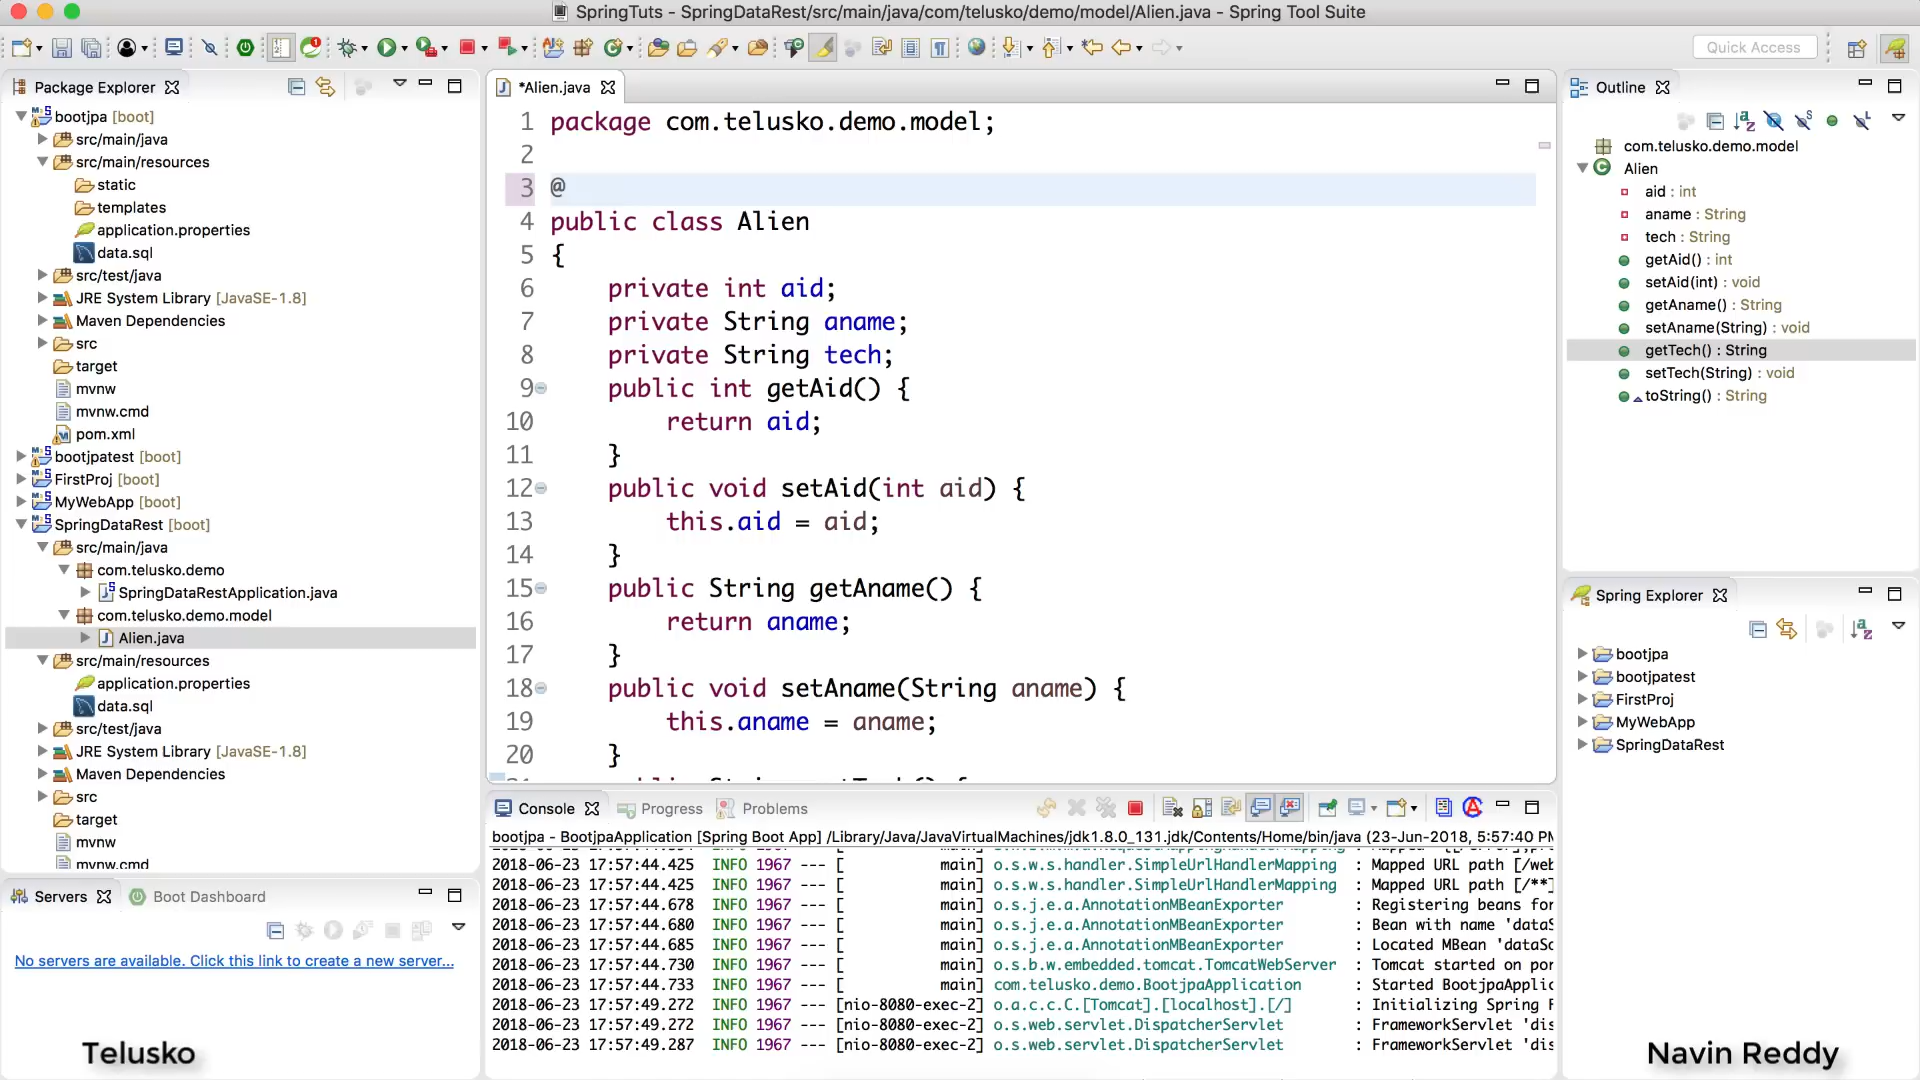 SpringTuts - SpringDataRest/src/main/java/com/telusko/demo/model/Alien.java - Spring Tool Suite
Quick Access
Package Explorer
bootjpa [boot]
src/main/java
src/main/resources
static
templates
application.properties
data.sql
src/test/java
JRE System Library [JavaSE-1.8]
Maven Dependencies
src
target
mvnw
mvnw.cmd
pom.xml
bootjpatest [boot]
FirstProj [boot]
MyWebApp [boot]
SpringDataRest [boot]
src/main/java
com.telusko.demo
SpringDataRestApplication.java
com.telusko.demo.model
Alien.java
src/main/resources
application.properties
data.sql
src/test/java
JRE System Library [JavaSE-1.8]
Maven Dependencies
src
target
mvnw
mvnw.cmd
*Alien.java
1 package com.telusko.demo.model;
2
3 @
4 public class Alien
5 {
6 private int aid;
7 private String aname;
8 private String tech;
9 public int getAid() {
10 return aid;
11 }
12 public void setAid(int aid) {
13 this.aid = aid;
14 }
15 public String getAname() {
16 return aname;
17 }
18 public void setAname(String aname) {
19 this.aname = aname;
20 }
Outline
com.telusko.demo.model
Alien
aid : int
aname : String
tech : String
getAid() : int
setAid(int) : void
getAname() : String
setAname(String) : void
getTech() : String
setTech(String) : void
toString() : String
Spring Explorer
bootjpa
bootjpatest
FirstProj
MyWebApp
SpringDataRest
Console Progress Problems
bootjpa - BootjpaApplication [Spring Boot App] /Library/Java/JavaVirtualMachines/jdk1.8.0_131.jdk/Contents/Home/bin/java (23-Jun-2018, 5:57:40 PM
2018-06-23 17:57:44.425 INFO 1967 --- [ main] o.s.w.s.handler.SimpleUrlHandlerMapping : Mapped URL path [/web
2018-06-23 17:57:44.425 INFO 1967 --- [ main] o.s.w.s.handler.SimpleUrlHandlerMapping : Mapped URL path [/**]
2018-06-23 17:57:44.678 INFO 1967 --- [ main] o.s.j.e.a.AnnotationMBeanExporter : Registering beans for
2018-06-23 17:57:44.680 INFO 1967 --- [ main] o.s.j.e.a.AnnotationMBeanExporter : Bean with name 'dataS
2018-06-23 17:57:44.685 INFO 1967 --- [ main] o.s.j.e.a.AnnotationMBeanExporter : Located MBean 'dataSo
2018-06-23 17:57:44.730 INFO 1967 --- [ main] o.s.b.w.embedded.tomcat.TomcatWebServer : Tomcat started on por
2018-06-23 17:57:44.733 INFO 1967 --- [ main] com.telusko.demo.BootjpaApplication : Started BootjpaApplic
2018-06-23 17:57:49.272 INFO 1967 --- [nio-8080-exec-2] o.a.c.c.C.[Tomcat].[localhost].[/] : Initializing Spring F
2018-06-23 17:57:49.272 INFO 1967 --- [nio-8080-exec-2] o.s.web.servlet.DispatcherServlet : FrameworkServlet 'dis
2018-06-23 17:57:49.287 INFO 1967 --- [nio-8080-exec-2] o.s.web.servlet.DispatcherServlet : FrameworkServlet 'dis
Servers Boot Dashboard
No servers are available. Click this link to create a new server...
Telusko
Navin Reddy